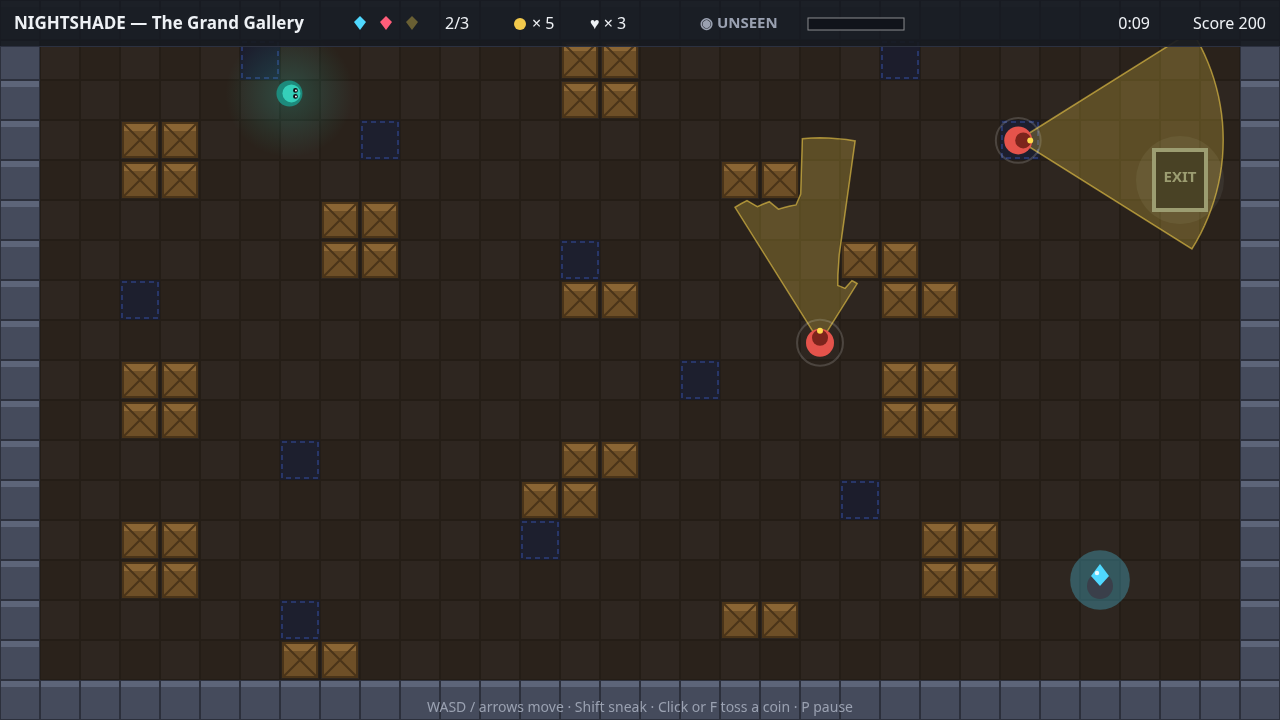 NIGHTSHADE — The Grand Gallery
2/3
× 5
♥ × 3
◉ UNSEEN
0:09
Score 200
EXIT
WASD / arrows move · Shift sneak · Click or F toss a coin · P pause